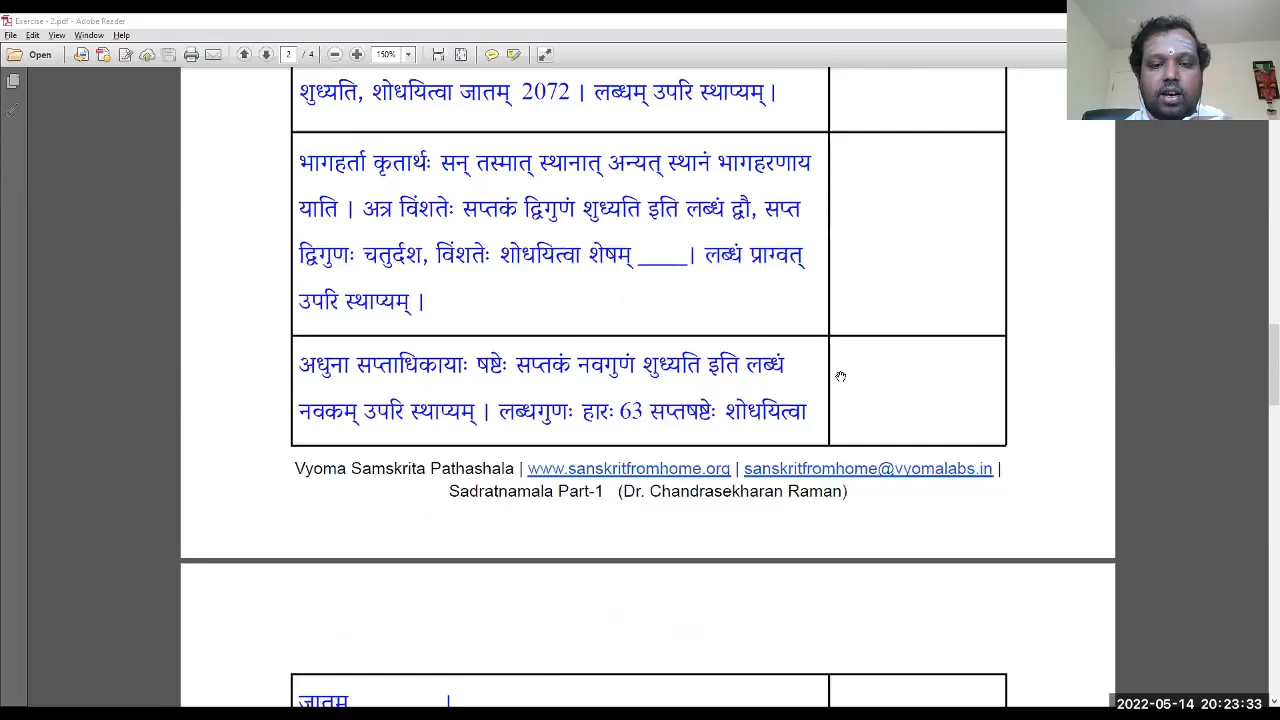 Exercise - 2.pdf - Adobe Reader
File Edit View Window Help
Open 2 / 4 150%
शुध्यति, शोधयित्वा जातम् 2072 । लब्धम् उपरि स्थाप्यम् ।
भागहर्ता कृतार्थः सन् तस्मात् स्थानात् अन्यत् स्थानं भागहरणाय
याति । अत्र विंशतेः सप्तकं द्विगुणं शुध्यति इति लब्धं द्वौ, सप्त
द्विगुणः चतुर्दश, विंशतेः शोधयित्वा शेषम् ____। लब्धं प्राग्वत्
उपरि स्थाप्यम् ।
अधुना सप्ताधिकायाः षष्टेः सप्तकं नवगुणं शुध्यति इति लब्धं
नवकम् उपरि स्थाप्यम् । लब्धगुणः हारः 63 सप्तषष्टेः शोधयित्वा
Vyoma Samskrita Pathashala | www.sanskritfromhome.org | sanskritfromhome@vyomalabs.in |
Sadratnamala Part-1 (Dr. Chandrasekharan Raman)
जातम् ________ ।
2022-05-14 20:23:33